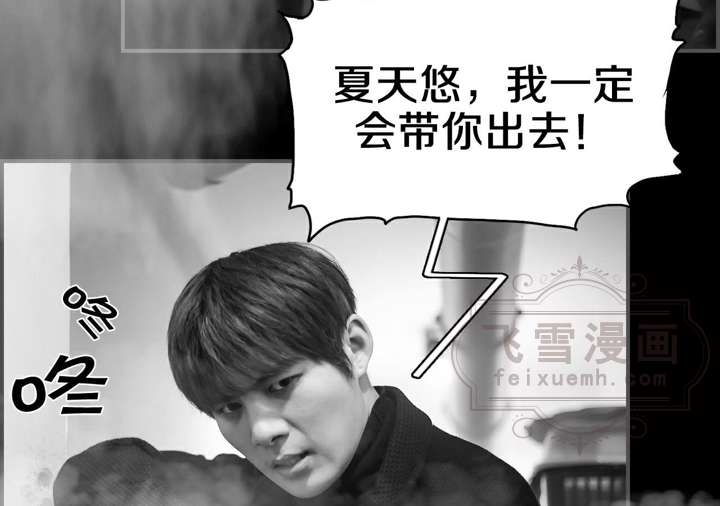 夏天悠，我一定
会带你出去！
咚
咚
飞雪漫画
feixuemh.com